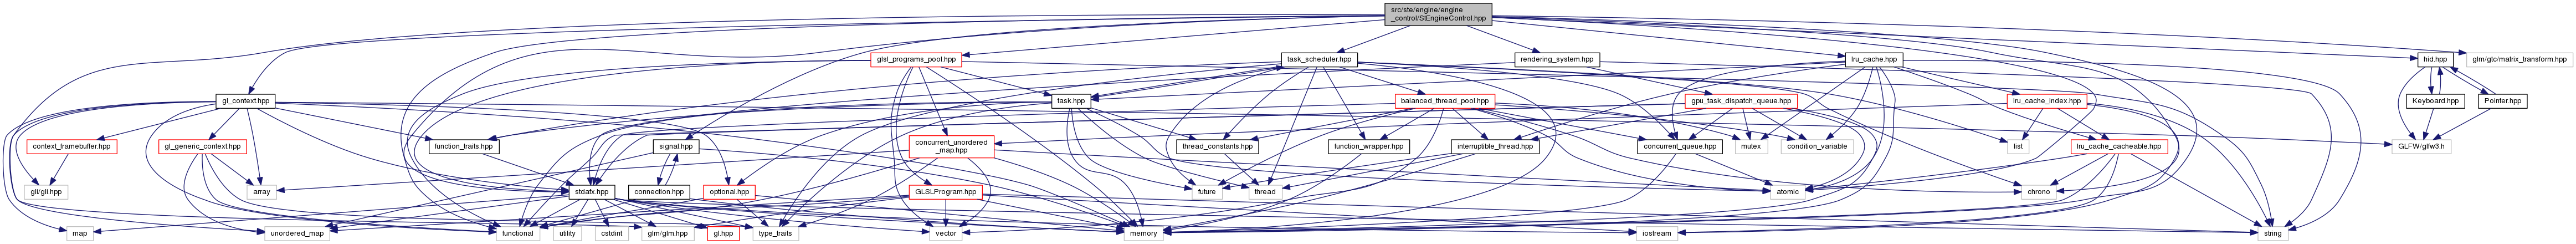 src/ste/engine/engine
_control/StEngineControl.hpp
glsl_programs_pool.hpp
task_scheduler.hpp
rendering_system.hpp
lru_cache.hpp
hid.hpp
glm/gtc/matrix_transform.hpp
gl_context.hpp
task.hpp
balanced_thread_pool.hpp
gpu_task_dispatch_queue.hpp
lru_cache_index.hpp
Keyboard.hpp
Pointer.hpp
context_framebuffer.hpp
gl_generic_context.hpp
function_traits.hpp
signal.hpp
concurrent_unordered
_map.hpp
thread_constants.hpp
function_wrapper.hpp
interruptible_thread.hpp
concurrent_queue.hpp
mutex
condition_variable
list
lru_cache_cacheable.hpp
GLFW/glfw3.h
gli/gli.hpp
array
stdafx.hpp
connection.hpp
optional.hpp
GLSLProgram.hpp
future
thread
atomic
chrono
map
unordered_map
functional
utility
cstdint
glm/glm.hpp
gl.hpp
type_traits
vector
memory
iostream
string